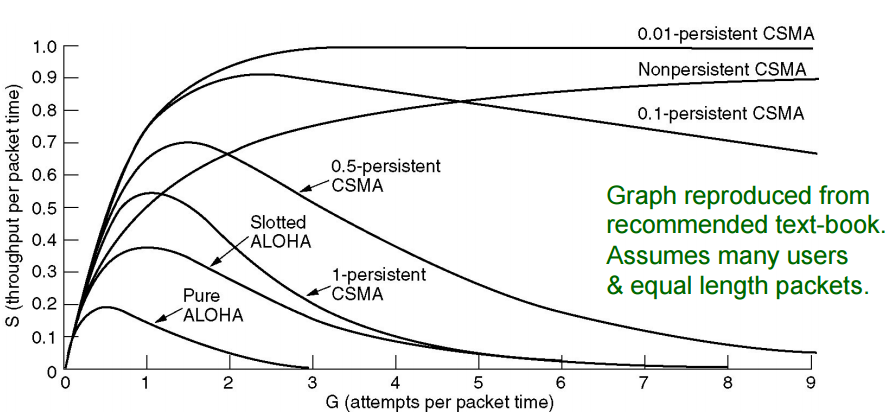 0.01-persistent CSMA
Nonpersistent CSMA
0.1-persistent CSMA
0.5-persistent
CSMA
Slotted
ALOHA
1-persistent
CSMA
Pure
ALOHA
Graph reproduced from
recommended text-book.
Assumes many users
& equal length packets.
S (throughput per packet time)
1.0
0.9
0.8
0.7
0.6
0.5
0.4
0.3
0.2
0.1
0
0 1 2 3 4 5 6 7 8 9
G (attempts per packet time)